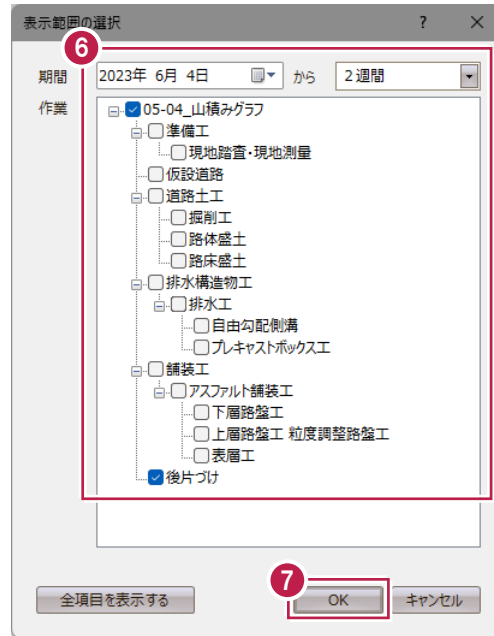 表示範囲の選択 ? ×
6
期間 2023年 6月 4日 から 2週間
作業 05-04_山積みグラフ
準備工
現地踏査・現地測量
仮設道路
道路土工
掘削工
路体盛土
路床盛土
排水構造物工
排水工
自由勾配側溝
プレキャストボックス工
舗装工
アスファルト舗装工
下層路盤工
上層路盤工 粒度調整路盤工
表層工
後片づけ
7
全項目を表示する OK キャンセル